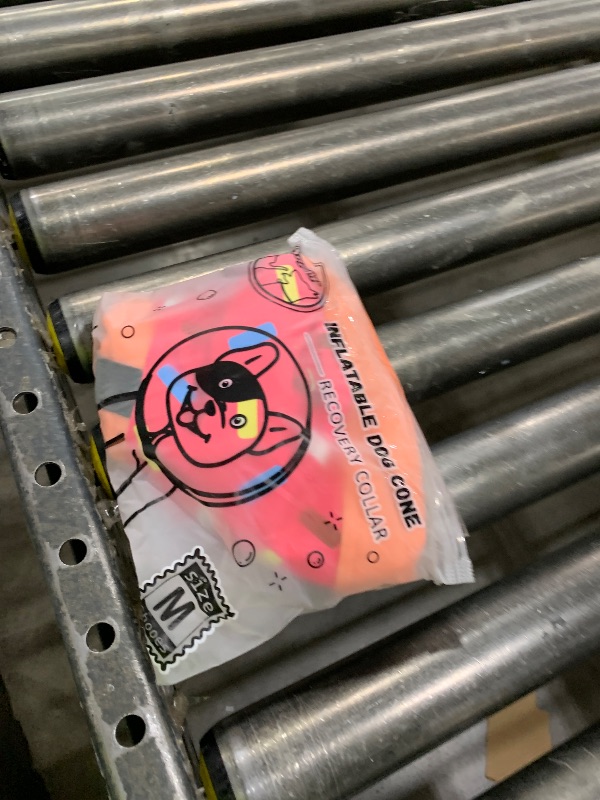 INFLATABLE DOG CONE
RECOVERY COLLAR
size
M